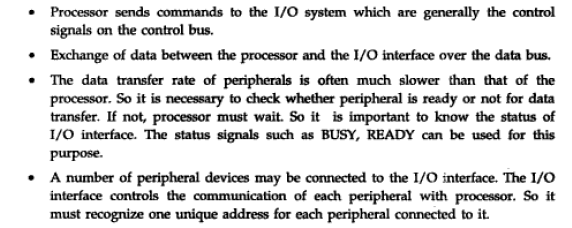 • Processor sends commands to the I/O system which are generally the control
signals on the control bus.
• Exchange of data between the processor and the I/O interface over the data bus.
• The data transfer rate of peripherals is often much slower than that of the
processor. So it is necessary to check whether peripheral is ready or not for data
transfer. If not, processor must wait. So it is important to know the status of
I/O interface. The status signals such as BUSY, READY can be used for this
purpose.
• A number of peripheral devices may be connected to the I/O interface. The I/O
interface controls the communication of each peripheral with processor. So it
must recognize one unique address for each peripheral connected to it.